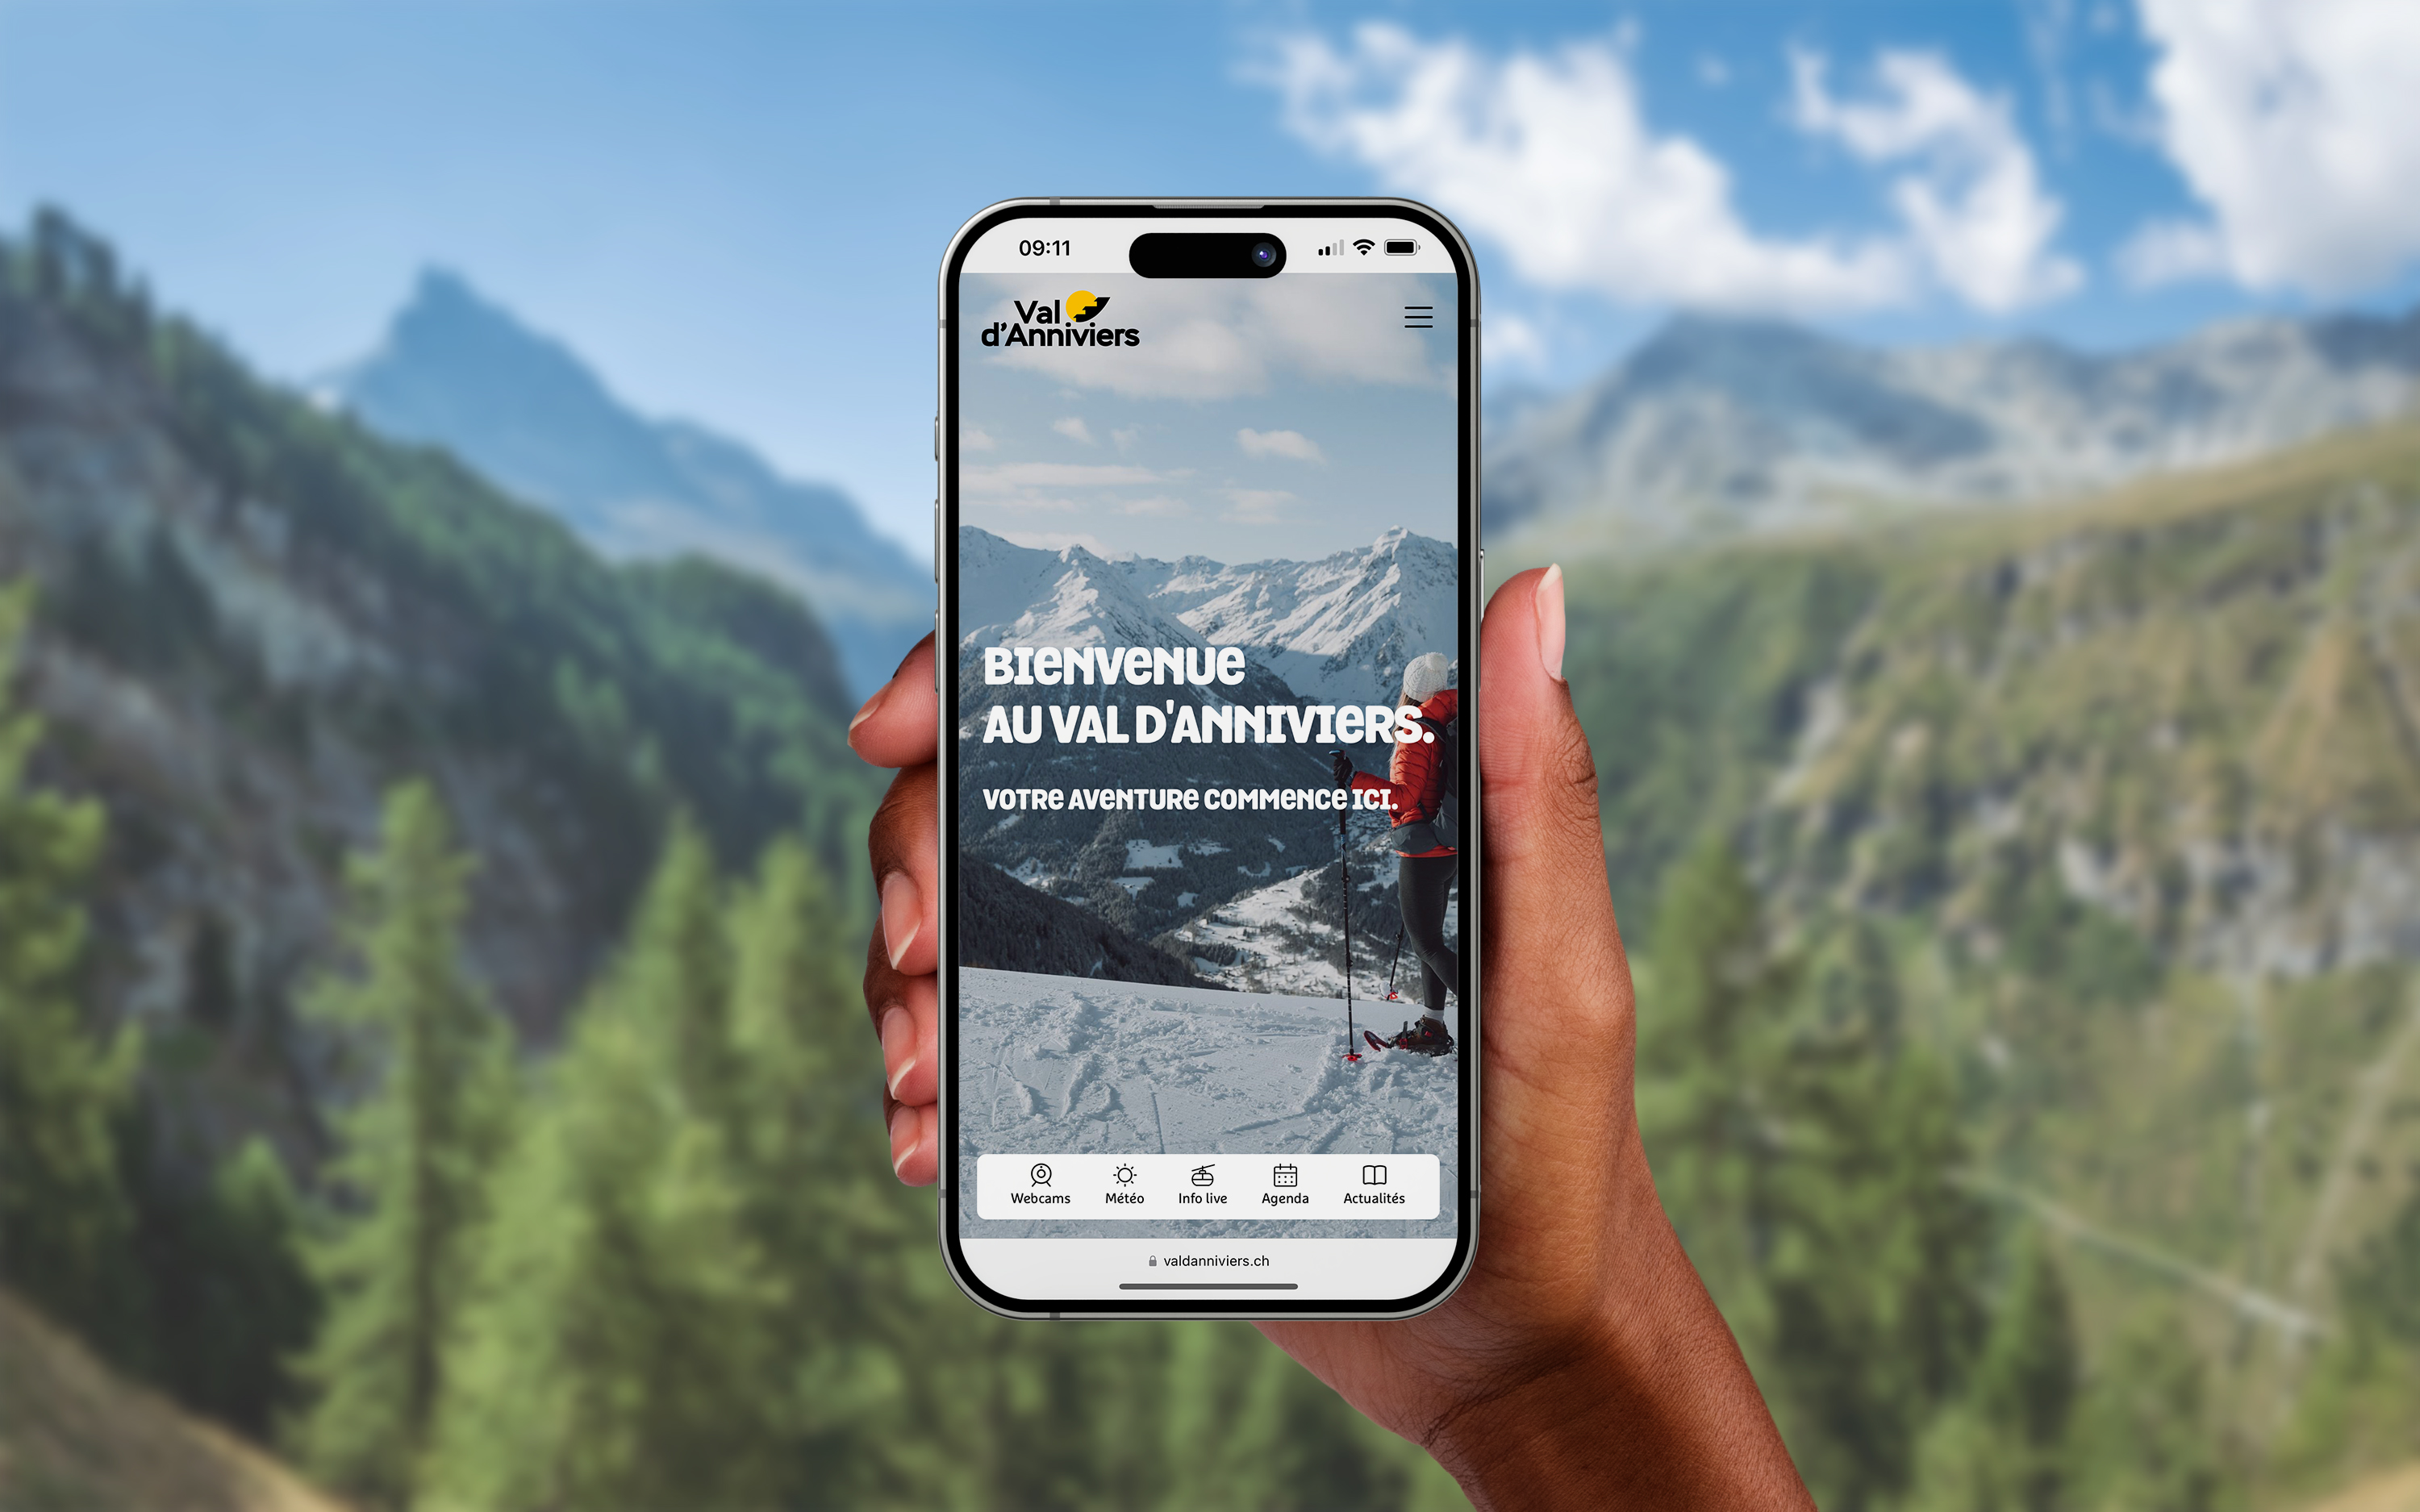 09:11
Val
d'Anniviers
BIENVENUE
AU VAL D'ANNIVIERS.
VOTRE AVENTURE COMMENCE ICI.
Webcams Météo Info live Agenda Actualités
valdanniviers.ch